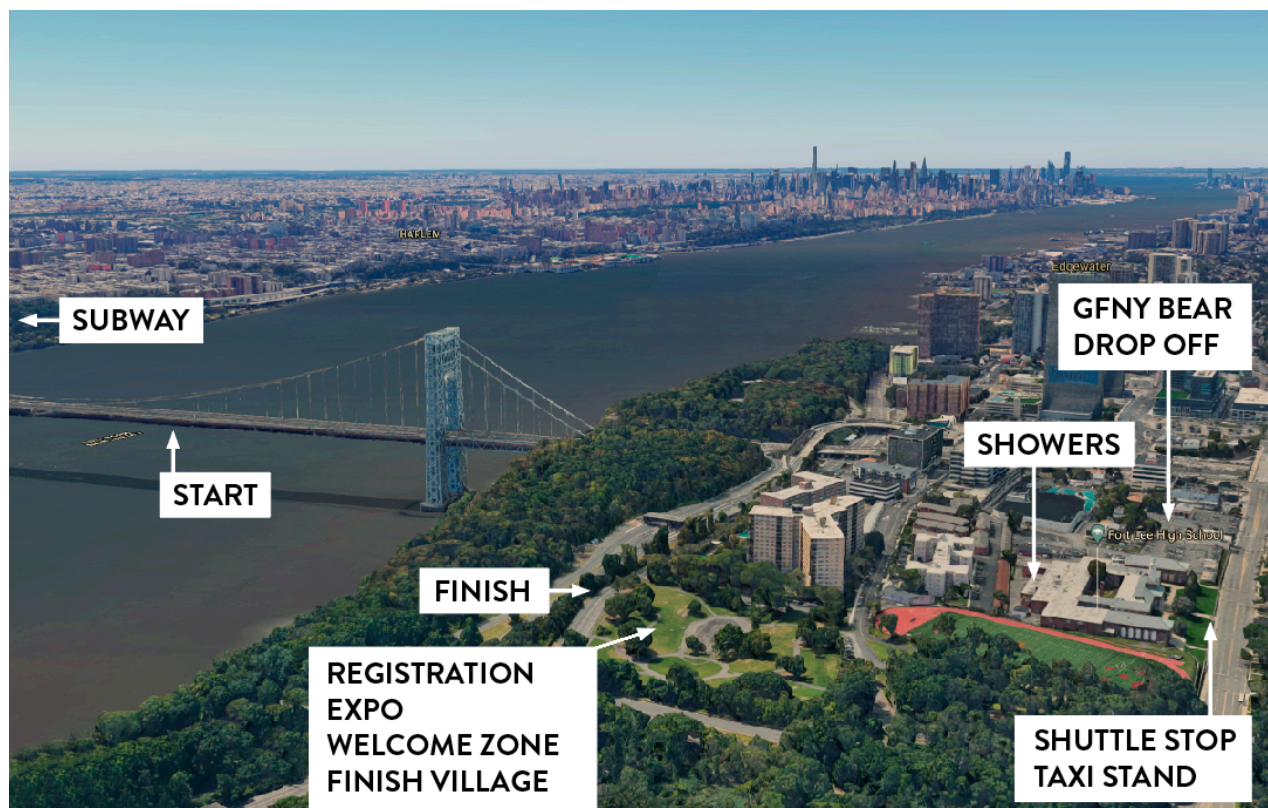 HARLEM
Edgewater
SUBWAY
GFNY BEAR
DROP OFF
SHOWERS
START
Fort Lee High School
FINISH
REGISTRATION
EXPO
WELCOME ZONE
FINISH VILLAGE
SHUTTLE STOP
TAXI STAND